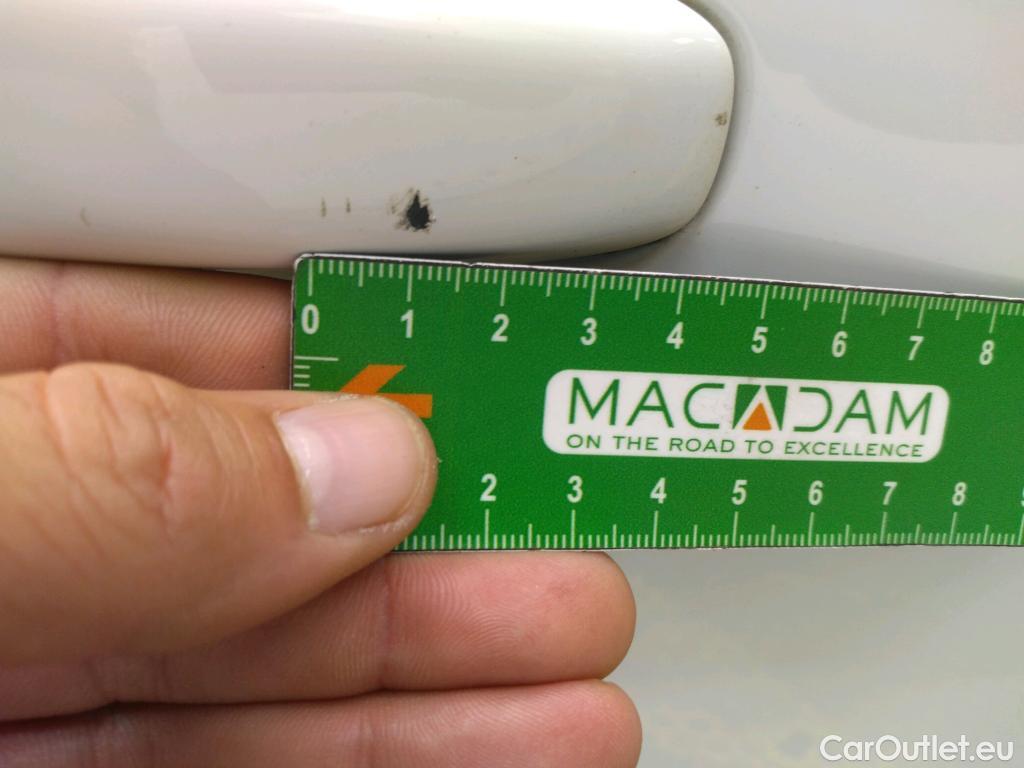 0 1 2 3 4 5 6 7 8
MACADAM
ON THE ROAD TO EXCELLENCE
2 3 4 5 6 7 8
CarOutlet.eu